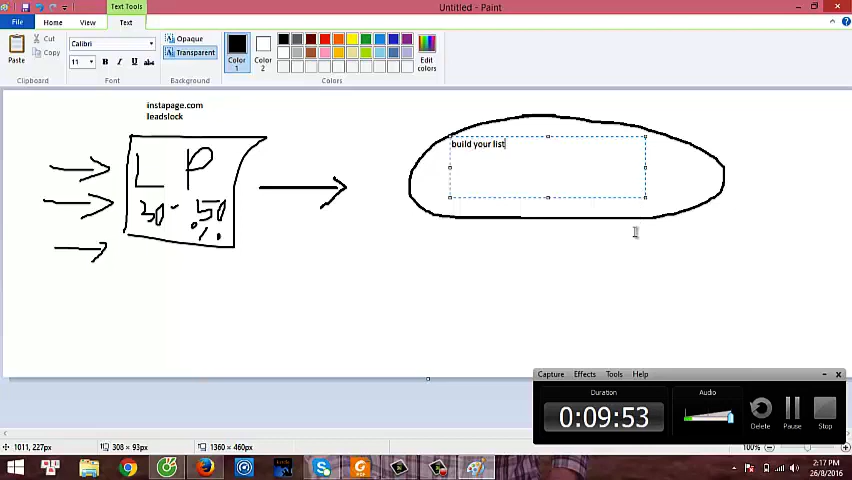 Untitled - Paint
Text Tools
File
Home
View
Text
Cut
Copy
Paste
Clipboard
Calibri
11
B
I
U
abc
Font
Opaque
Transparent
Background
Color 1
Color 2
Edit colors
Colors
instapage.com
leadslock
L P
30 - 50 %
build your list
Capture Effects Tools Help
Duration
0:09:53
Audio
Delete
Pause
Stop
1011, 227px
308 × 93px
1360 × 460px
100%
2:17 PM
26/8/2016